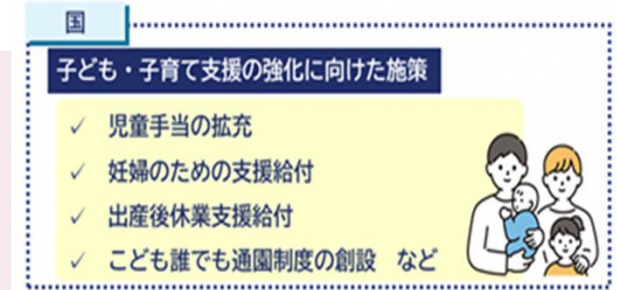 国
子ども・子育て支援の強化に向けた施策
✓ 児童手当の拡充
✓ 妊婦のための支援給付
✓ 出産後休業支援給付
✓ こども誰でも通園制度の創設 など